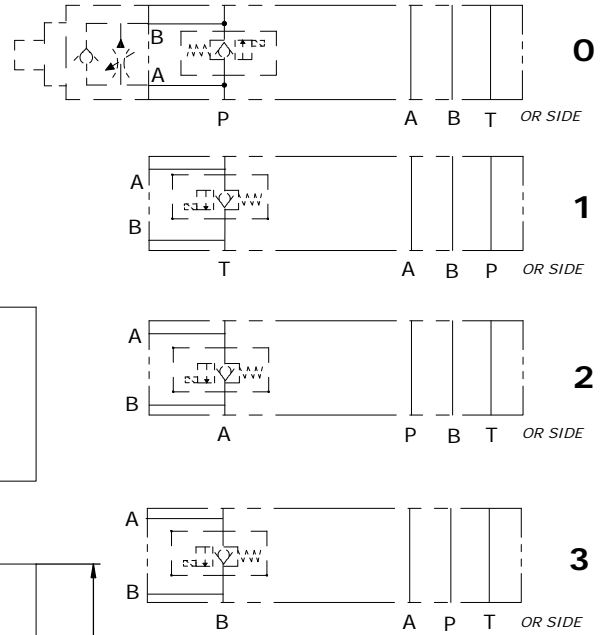 B
0
A
P A B T OR SIDE
A
1
B
T A B P OR SIDE
A
2
B
A P B T OR SIDE
A
3
B
B A P T OR SIDE